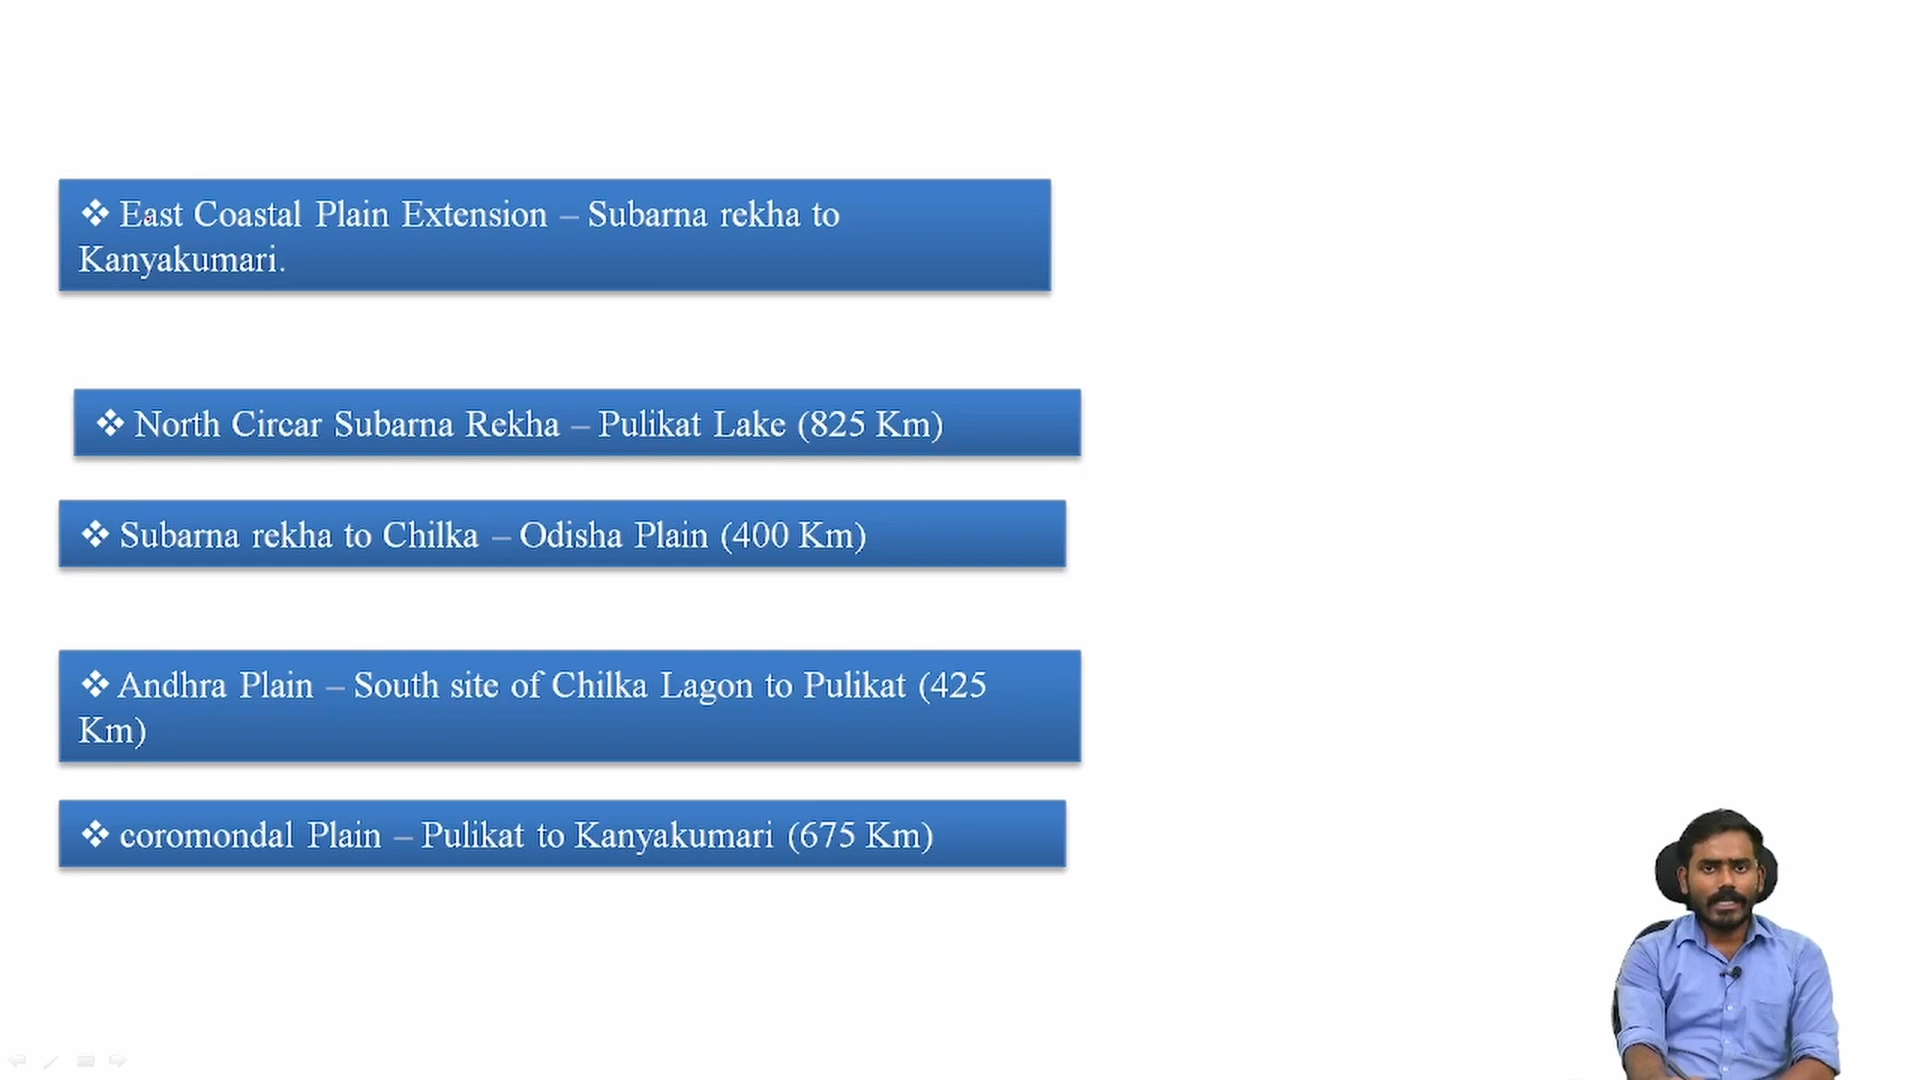 ❖ East Coastal Plain Extension – Subarna rekha to
Kanyakumari.
❖ North Circar Subarna Rekha – Pulikat Lake (825 Km)
❖ Subarna rekha to Chilka – Odisha Plain (400 Km)
❖ Andhra Plain – South site of Chilka Lagon to Pulikat (425
Km)
❖ coromondal Plain – Pulikat to Kanyakumari (675 Km)